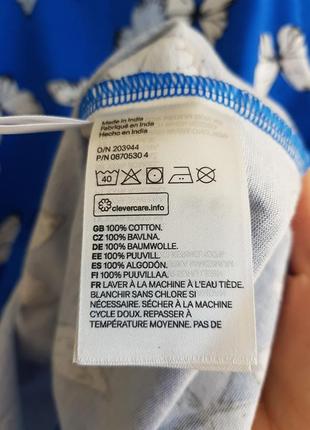 Made in India
Fabriqué en Inde
Hecho en India
O/N 203944
P/N 0870530 4
40
clevercare.info
GB 100% COTTON.
CZ 100% BAVLNA.
DE 100% BAUMWOLLE.
EE 100% PUUVILL.
ES 100% ALGODÓN.
FI 100% PUUVILLAA.
FR LAVER À LA MACHINE À L'EAU TIÈDE.
BLANCHIR SANS CHLORE SI
NÉCESSAIRE. SÉCHER À LA MACHINE
CYCLE DOUX. REPASSER À
TEMPÉRATURE MOYENNE. PAS DE